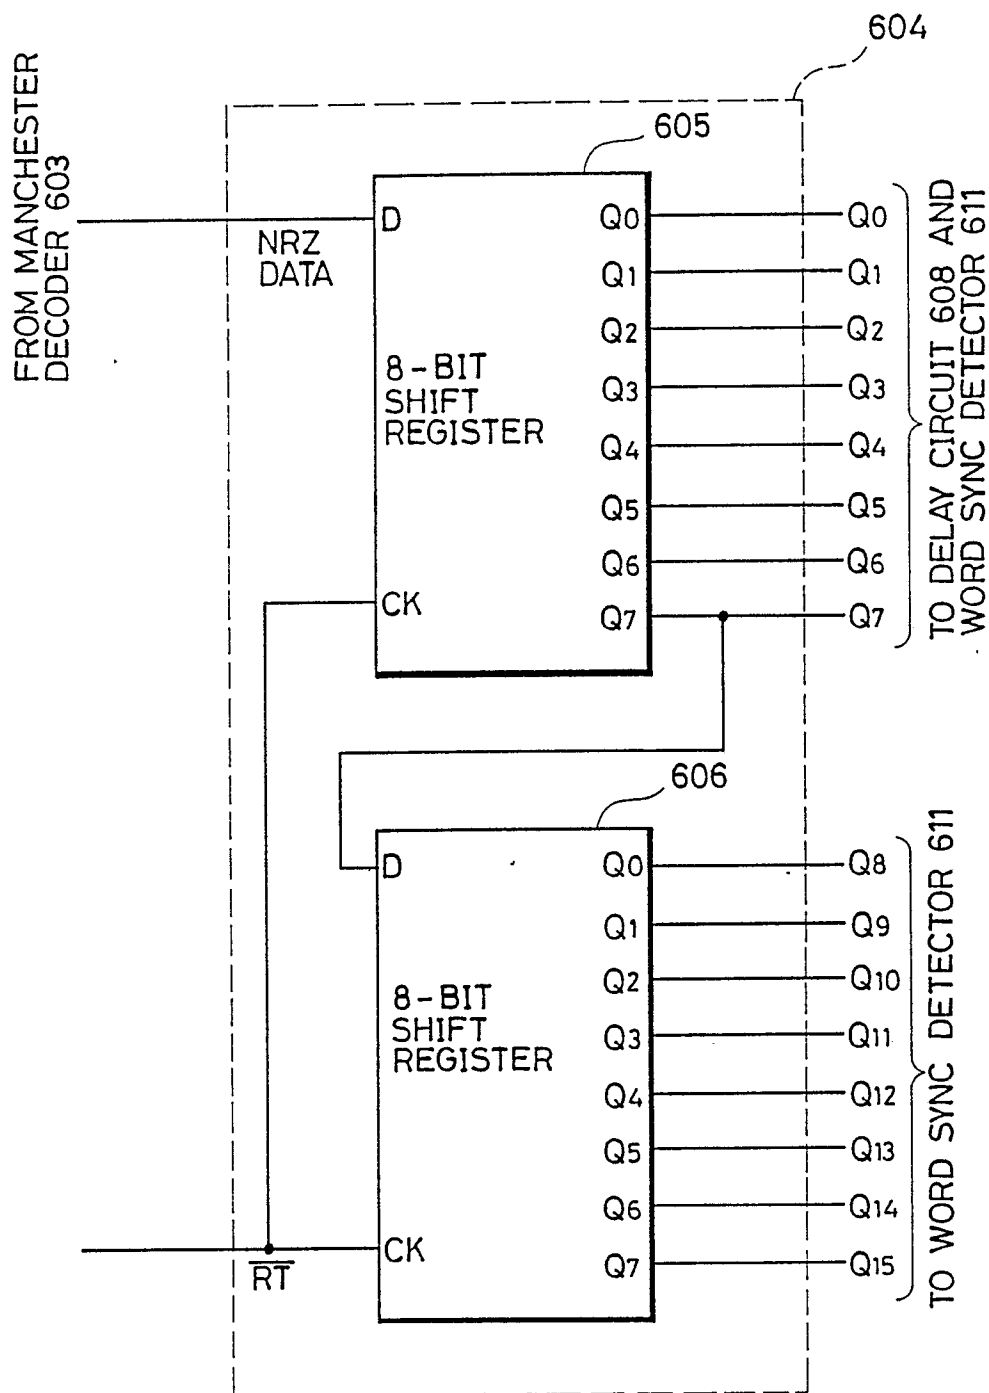 604
FROM MANCHESTER
DECODER 603
605
D
NRZ
DATA
8-BIT
SHIFT
REGISTER
CK
Q0
Q1
Q2
Q3
Q4
Q5
Q6
Q7
Q0
Q1
Q2
Q3
Q4
Q5
Q6
Q7
TO DELAY CIRCUIT 608 AND
WORD SYNC DETECTOR 611
606
D
8-BIT
SHIFT
REGISTER
CK
RT
Q0
Q1
Q2
Q3
Q4
Q5
Q6
Q7
Q8
Q9
Q10
Q11
Q12
Q13
Q14
Q15
TO WORD SYNC DETECTOR 611